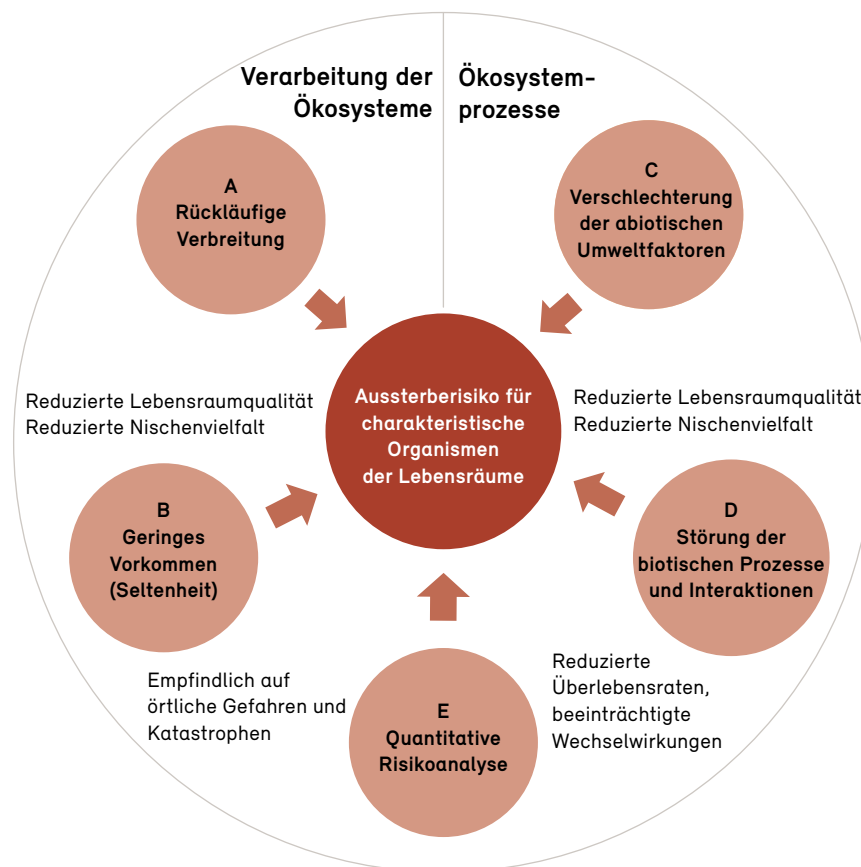 Verarbeitung der
Ökosysteme
Ökosystem-
prozesse
A
Rückläufige
Verbreitung
C
Verschlechterung
der abiotischen
Umweltfaktoren
Aussterberisiko für
charakteristische
Organismen
der Lebensräume
Reduzierte Lebensraumqualität
Reduzierte Nischenvielfalt
Reduzierte Lebensraumqualität
Reduzierte Nischenvielfalt
B
Geringes
Vorkommen
(Seltenheit)
D
Störung der
biotischen Prozesse
und Interaktionen
Empfindlich auf
örtliche Gefahren und
Katastrophen
E
Quantitative
Risikoanalyse
Reduzierte
Überlebensraten,
beeinträchtigte
Wechselwirkungen